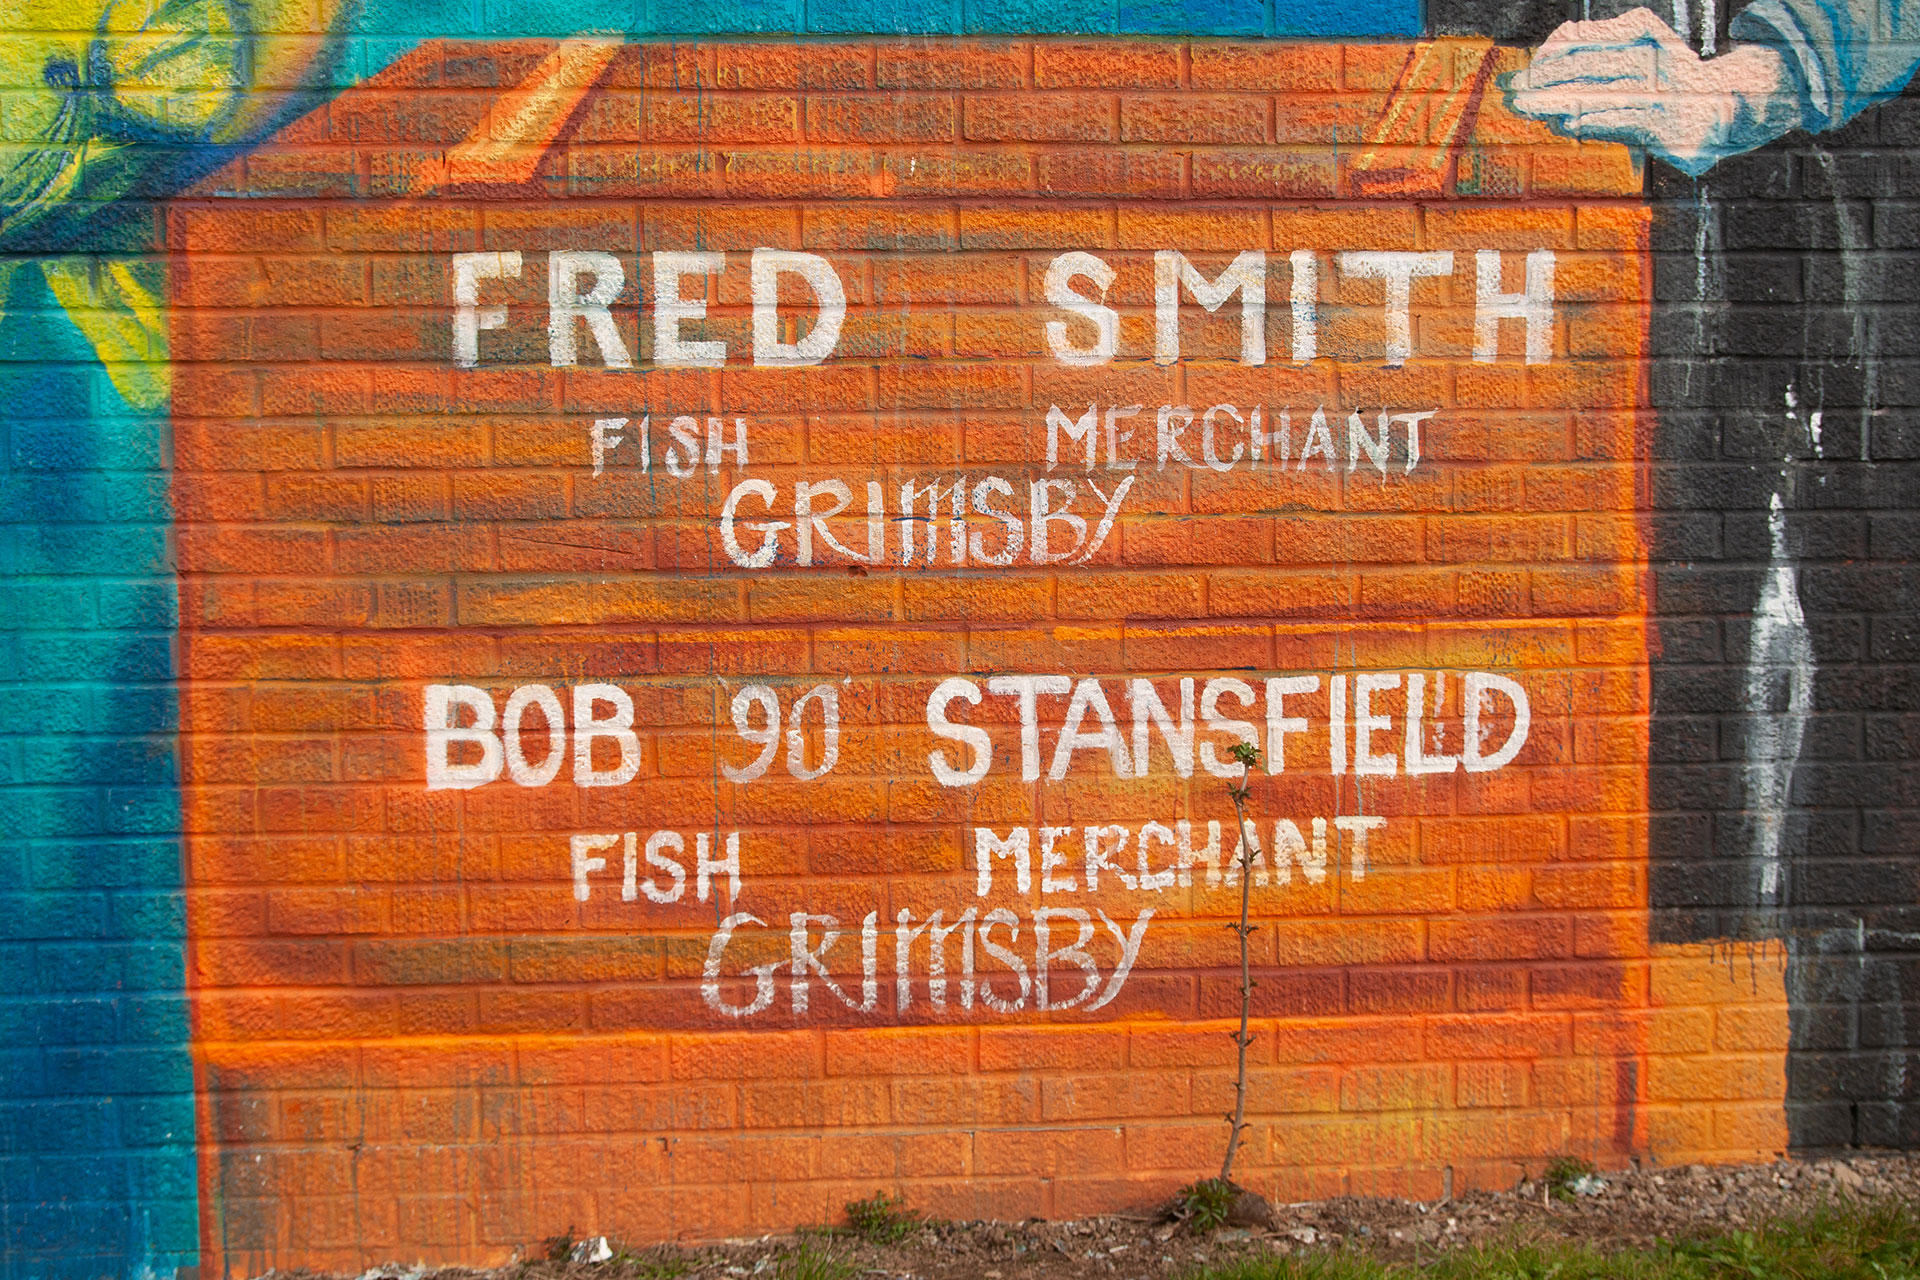 FRED SMITH
FISH MERCHANT
GRIMSBY
BOB '90' STANSFIELD
FISH MERCHANT
GRIMSBY